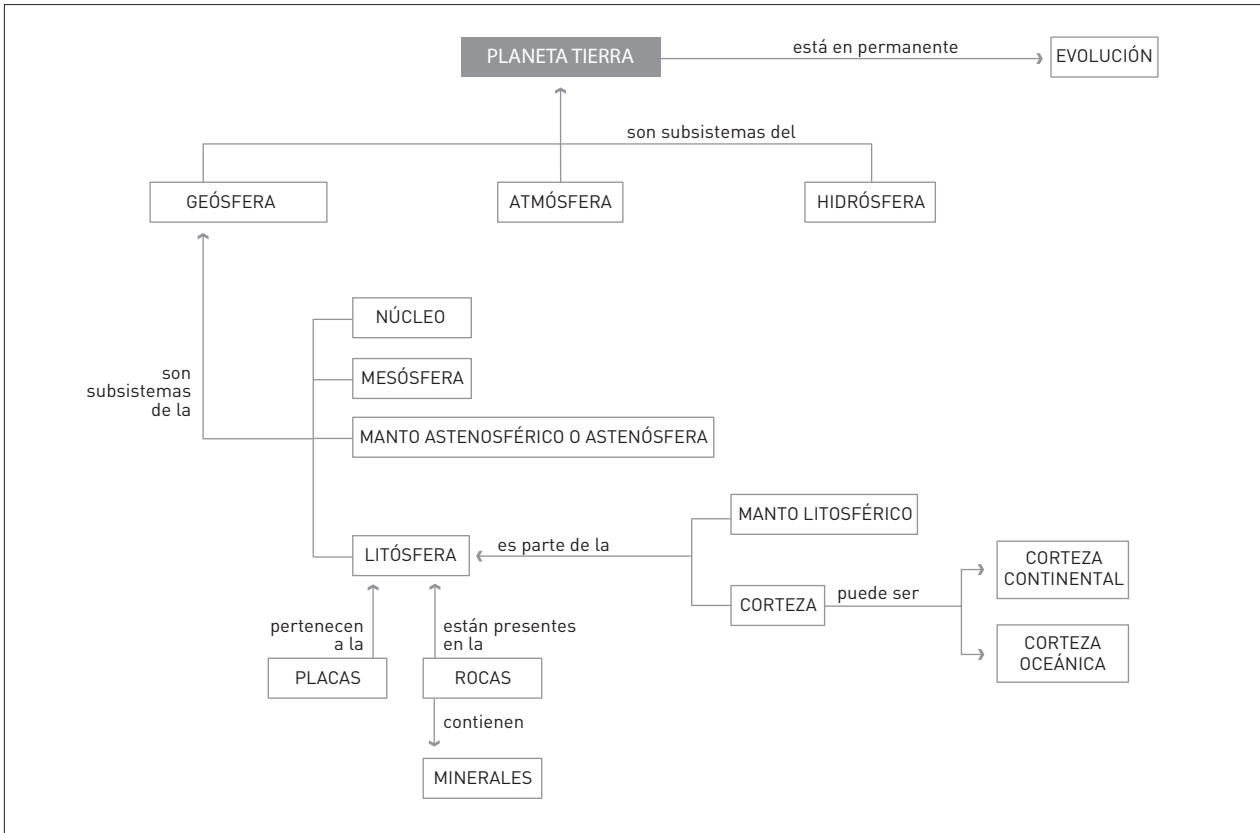 PLANETA TIERRA
está en permanente
EVOLUCIÓN
son subsistemas del
GEÓSFERA
ATMÓSFERA
HIDRÓSFERA
NÚCLEO
son
subsistemas
de la
MESÓSFERA
MANTO ASTENOSFÉRICO O ASTENÓSFERA
MANTO LITOSFÉRICO
LITÓSFERA
es parte de la
CORTEZA
CONTINENTAL
CORTEZA
puede ser
pertenecen
a la
están presentes
en la
CORTEZA
OCEÁNICA
PLACAS
ROCAS
contienen
MINERALES